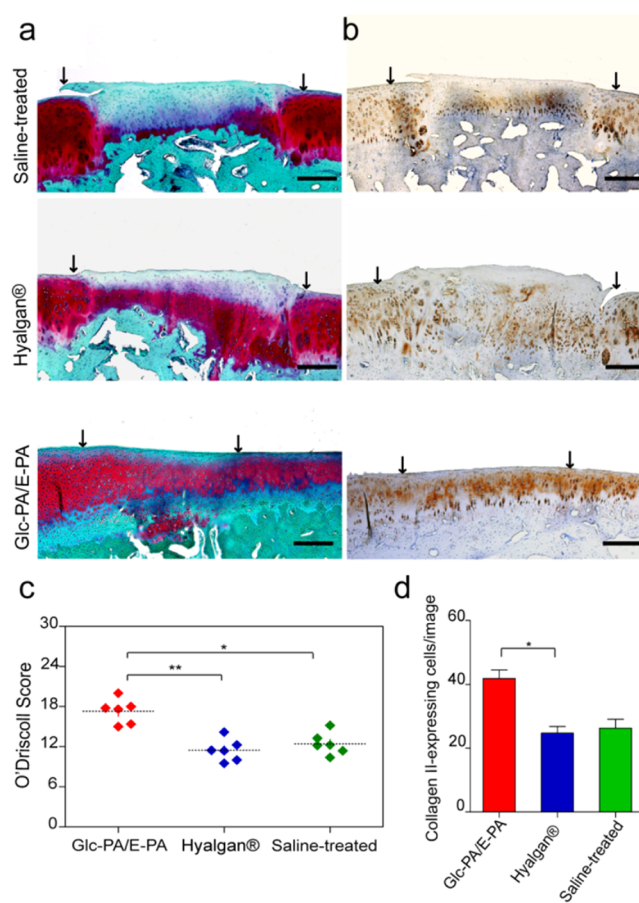 a
b
Saline-treated
Hyalgan®
Glc-PA/E-PA
c
O'Driscoll Score
30
24
18
12
6
0
*
**
Glc-PA/E-PA Hyalgan® Saline-treated
d
Collagen II-expressing cells/image
60
40
20
0
*
Glc-PA/E-PA
Hyalgan®
Saline-treated